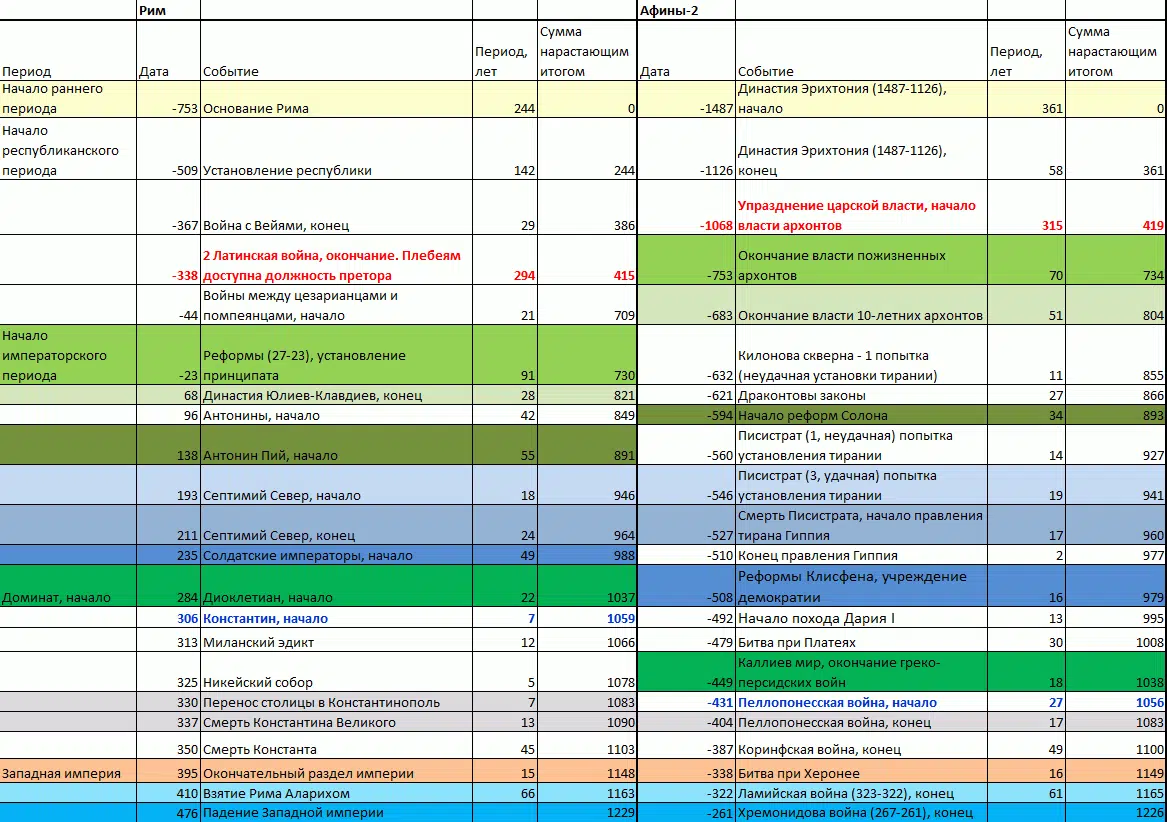 Рим Афины-2
Период Дата Событие Период, лет Сумма нарастающим итогом Дата Событие Период, лет Сумма нарастающим итогом
Начало раннего периода -753 Основание Рима 244 0 -1487 Династия Эрихтония (1487-1126), начало 361 0
Начало республиканского периода -509 Установление республики 142 244 -1126 Династия Эрихтония (1487-1126), конец 58 361
-367 Война с Вейями, конец 29 386 -1068 Упразднение царской власти, начало власти архонтов 315 419
-338 2 Латинская война, окончание. Плебеям доступна должность претора 294 415 -753 Окончание власти пожизненных архонтов 70 734
-44 Войны между цезарианцами и помпеянцами, начало 21 709 -683 Окончание власти 10-летних архонтов 51 804
Начало императорского периода -23 Реформы (27-23), установление принципата 91 730 -632 Килонова скверна - 1 попытка (неудачная установки тирании) 11 855
68 Династия Юлиев-Клавдиев, конец 28 821 -621 Драконтовы законы 27 866
96 Антонины, начало 42 849 -594 Начало реформ Солона 34 893
138 Антонин Пий, начало 55 891 -560 Писистрат (1, неудачная) попытка установления тирании 14 927
193 Септимий Север, начало 18 946 -546 Писистрат (3, удачная) попытка установления тирании 19 941
211 Септимий Север, конец 24 964 -527 Смерть Писистрата, начало правления тирана Гиппия 17 960
235 Солдатские императоры, начало 49 988 -510 Конец правления Гиппия 2 977
Доминат, начало 284 Диоклетиан, начало 22 1037 -508 Реформы Клисфена, учреждение демократии 16 979
306 Константин, начало 7 1059 -492 Начало похода Дария I 13 995
313 Миланский эдикт 12 1066 -479 Битва при Платеях 30 1008
325 Никейский собор 5 1078 -449 Каллиев мир, окончание греко-персидских войн 18 1038
330 Перенос столицы в Константинополь 7 1083 -431 Пеллопонесская война, начало 27 1056
337 Смерть Константина Великого 13 1090 -404 Пеллопонесская война, конец 17 1083
350 Смерть Константа 45 1103 -387 Коринфская война, конец 49 1100
Западная империя 395 Окончательный раздел империи 15 1148 -338 Битва при Херонее 16 1149
410 Взятие Рима Аларихом 66 1163 -322 Ламийская война (323-322), конец 61 1165
476 Падение Западной империи 1229 -261 Хремонидова война (267-261), конец 1226